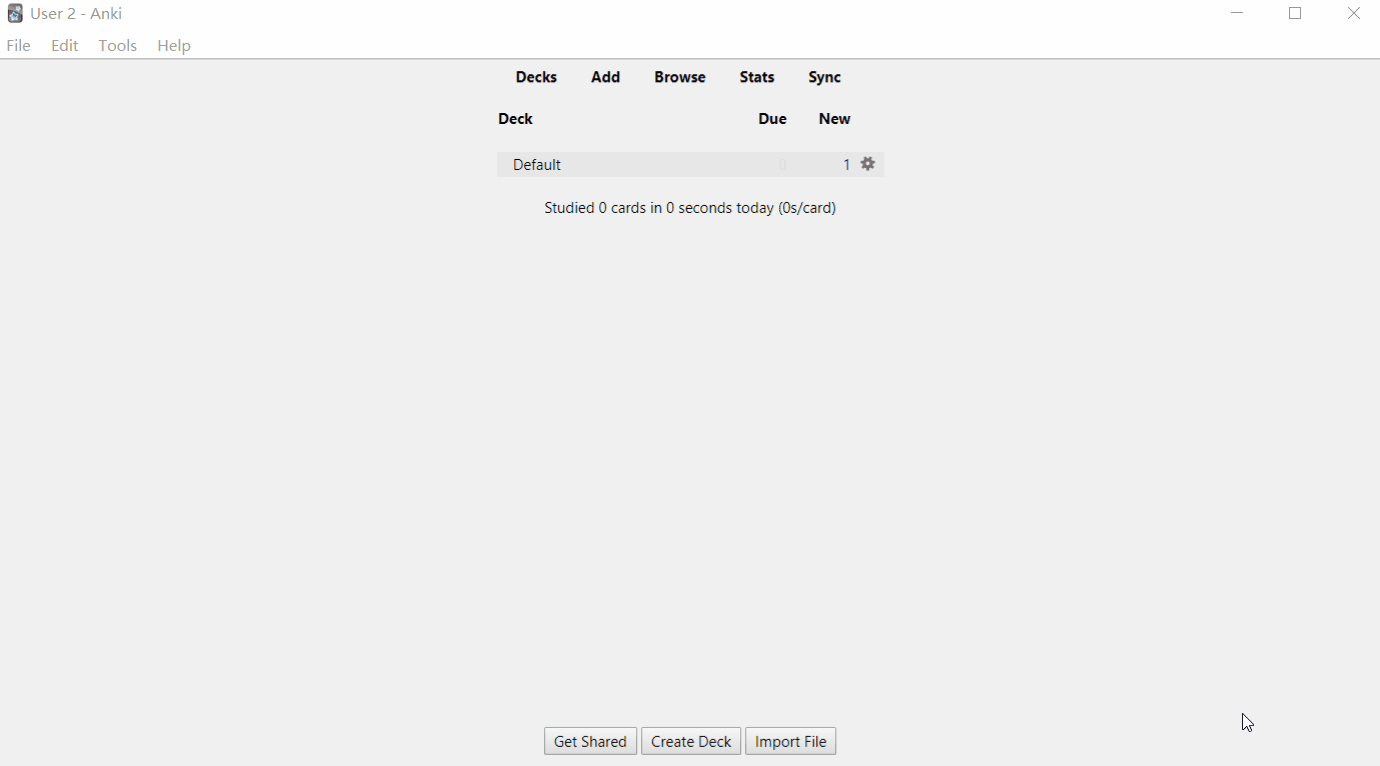 User 2 - Anki
File Edit Tools Help
Decks Add Browse Stats Sync
Deck Due New
Default 0 1
Studied 0 cards in 0 seconds today (0s/card)
Get Shared Create Deck Import File